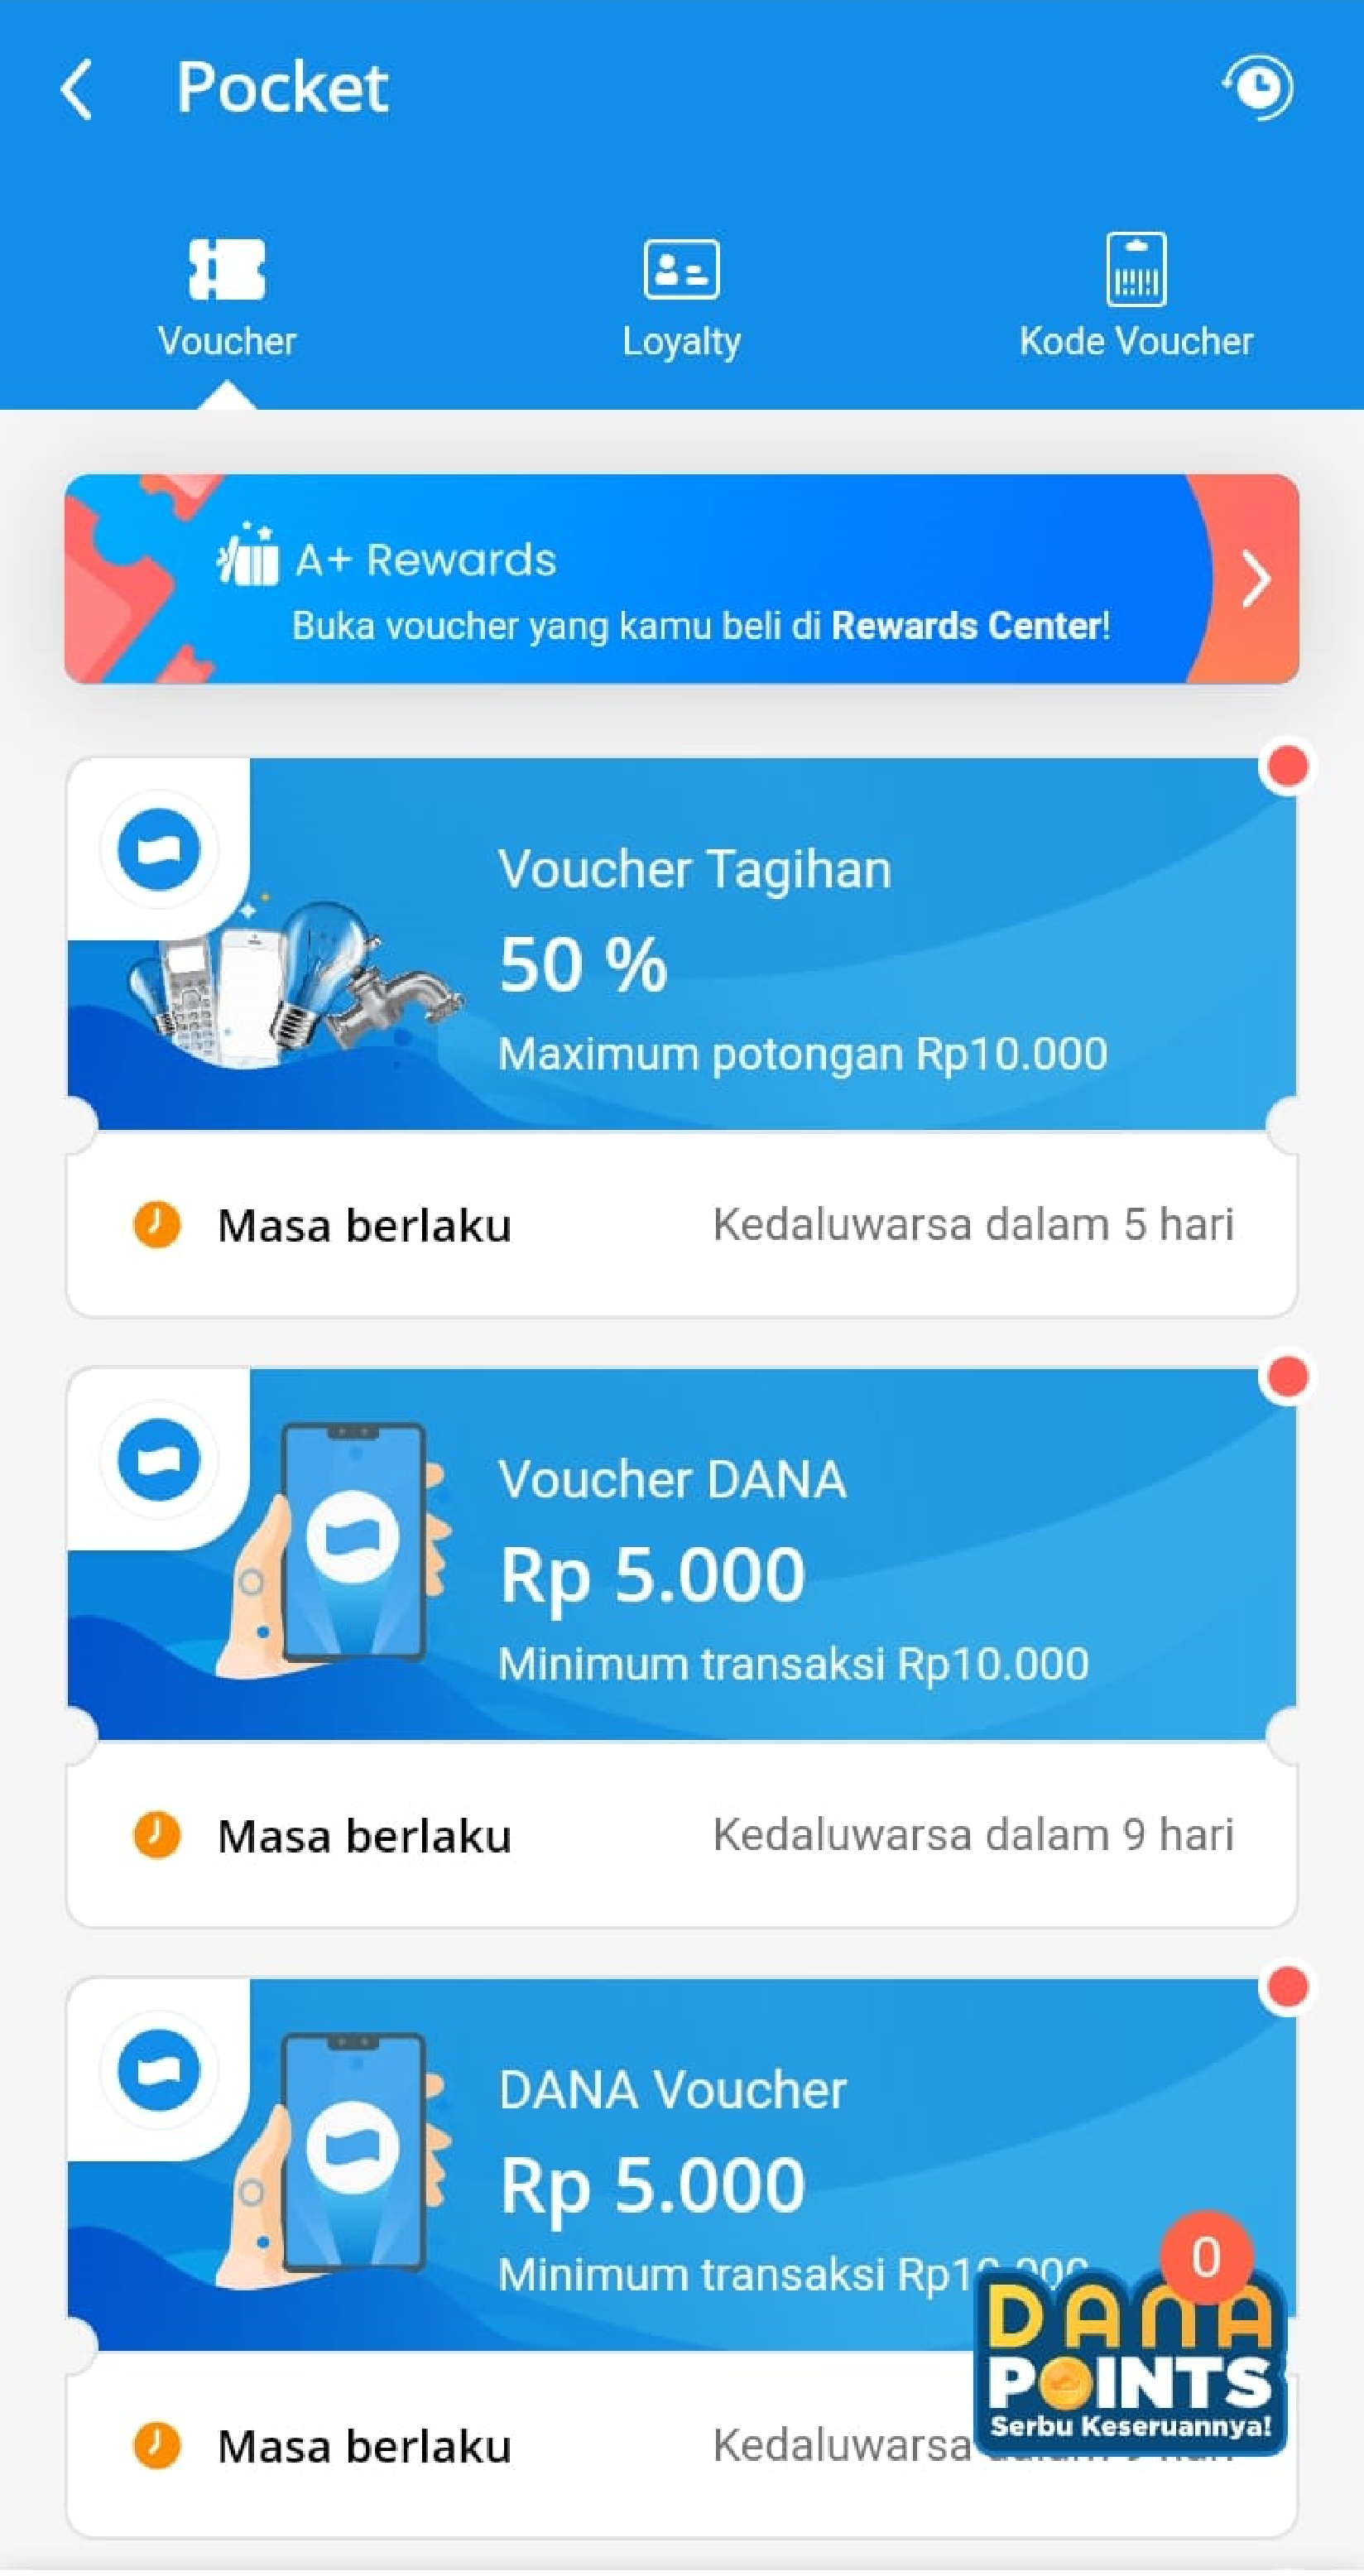 Pocket
Voucher
Loyalty
Kode Voucher
A+ Rewards
Buka voucher yang kamu beli di Rewards Center!
Voucher Tagihan
50 %
Maximum potongan Rp10.000
Masa berlaku
Kedaluwarsa dalam 5 hari
Voucher DANA
Rp 5.000
Minimum transaksi Rp10.000
Masa berlaku
Kedaluwarsa dalam 9 hari
DANA Voucher
Rp 5.000
Minimum transaksi
0
DANA
POINTS
Serbu Keseruannya!
Masa berlaku
Kedaluwarsa